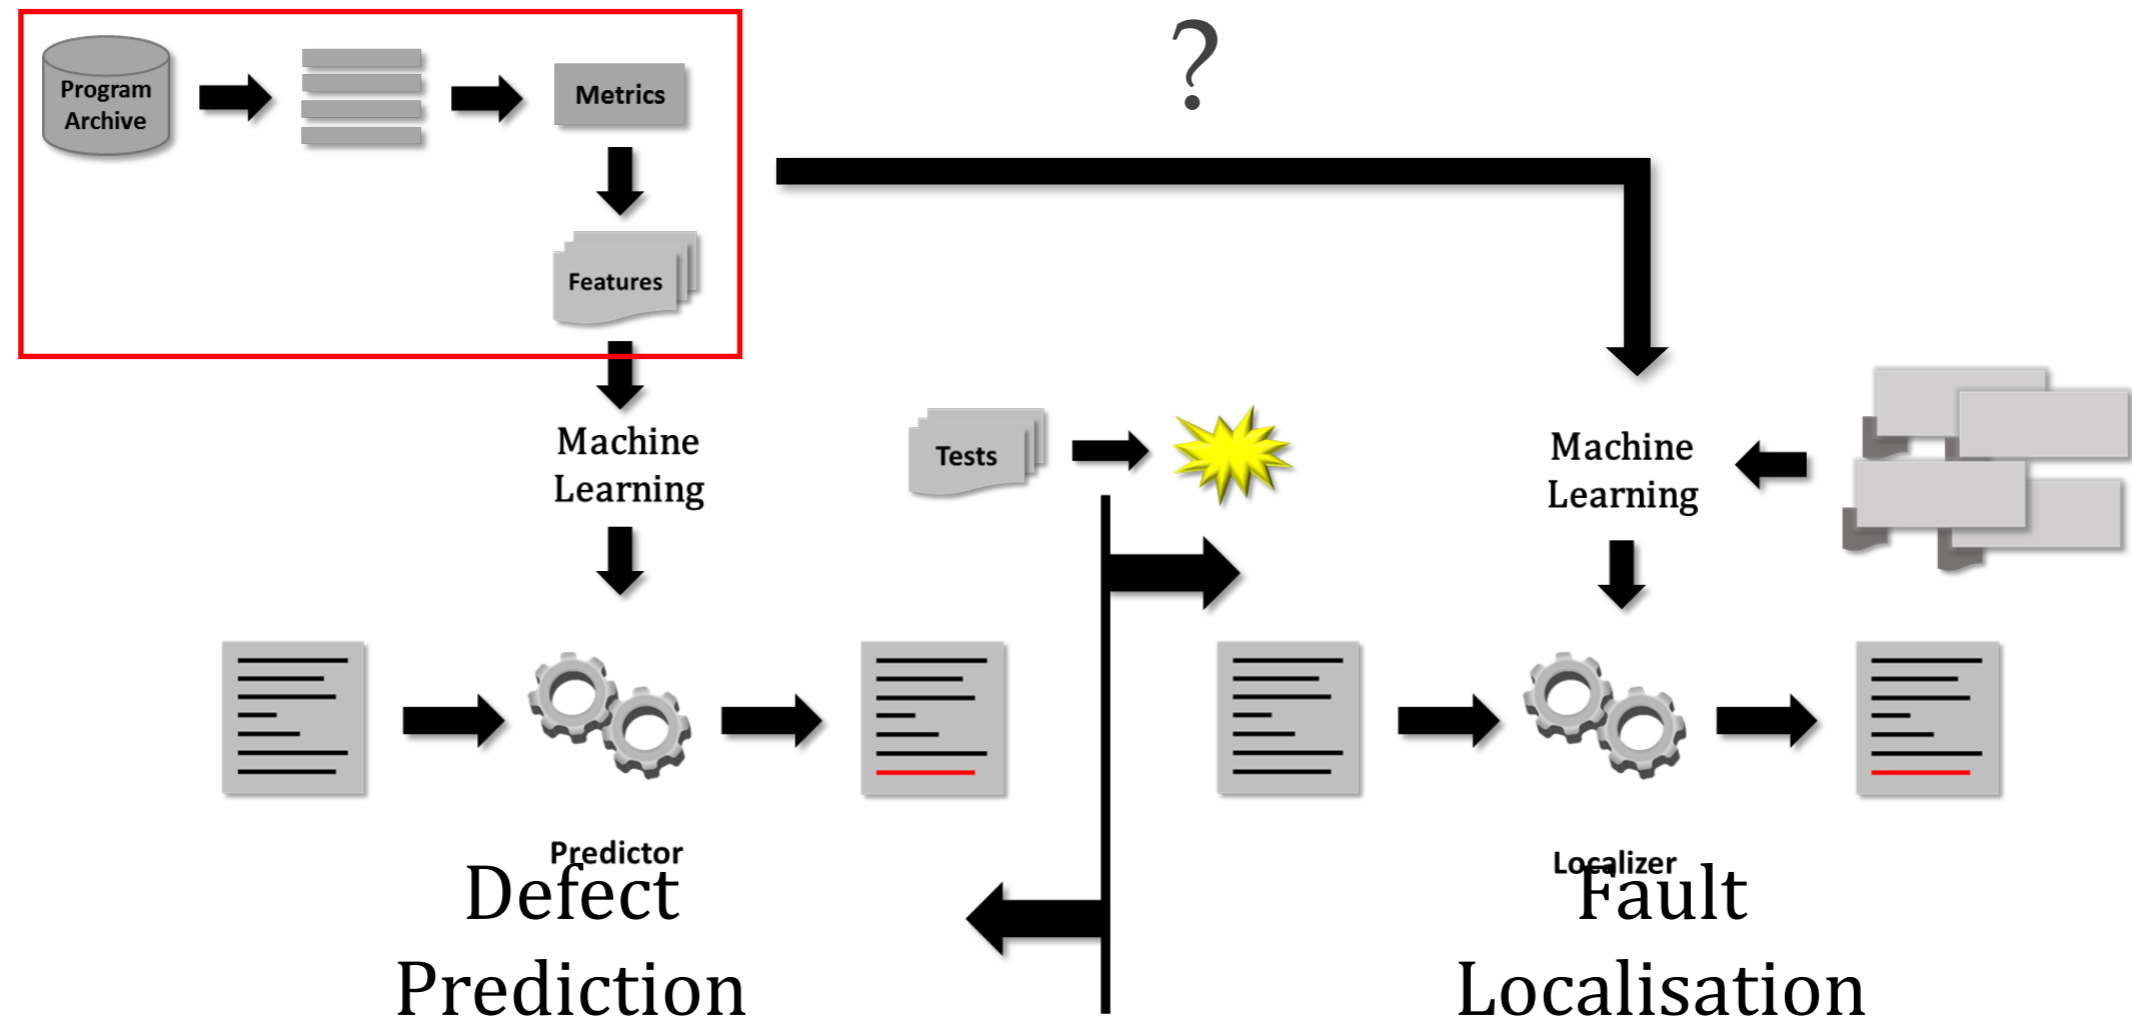 ?
Program
Archive
Metrics
Features
Machine
Learning
Tests
Machine
Learning
Predictor
Defect
Prediction
Localizer
Fault
Localisation